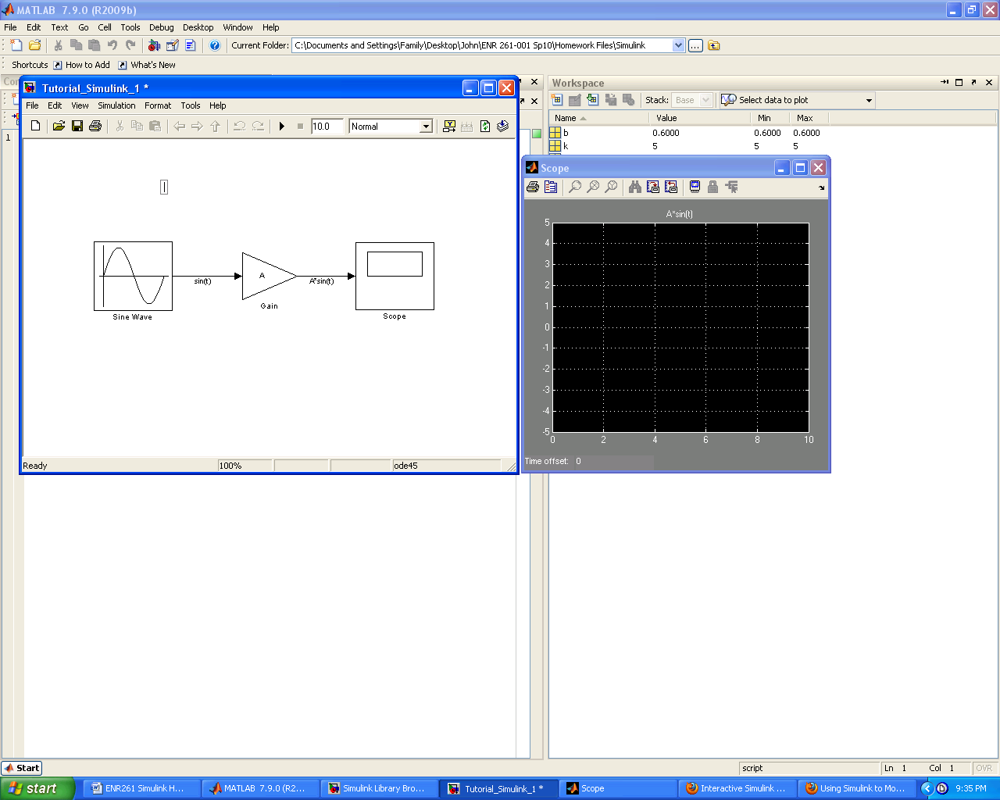 MATLAB 7.9.0 (R2009b)
File Edit Text Go Cell Tools Debug Desktop Window Help
Current Folder: C:\Documents and Settings\Family\Desktop\John\ENR 261-001 Sp10\Homework Files\Simulink
Shortcuts How to Add What's New
Tutorial_Simulink_1 *
File Edit View Simulation Format Tools Help
10.0 Normal
1
sin(t)
A
A*sin(t)
Sine Wave
Gain
Scope
Ready 100% ode45
Workspace
Stack: Base Select data to plot
Name Value Min Max
b 0.6000 0.6000 0.6000
k 5 5 5
Scope
A*sin(t)
5
4
3
2
1
0
-1
-2
-3
-4
-5
0 2 4 6 8 10
Time offset: 0
Start
script Ln 1 Col 1 OVR
start ENR261 Simulink H... MATLAB 7.9.0 (R2... Simulink Library Bro... Tutorial_Simulink_1 * Scope Interactive Simulink ... Using Simulink to Mo... 9:35 PM